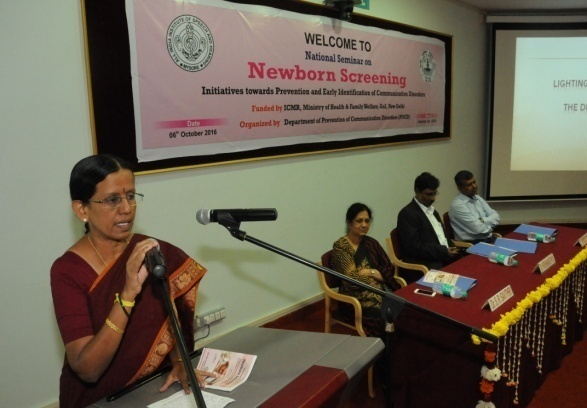 WELCOME TO
National Seminar on
Newborn Screening
Initiatives towards Prevention and Early Identification of Communication Disorders
Funded by ICMR, Ministry of Health & Family Welfare, GoI, New Delhi
Organized by Department of Prevention of Communication Disorders (POCD)
Date
06th October 2016
LIGHTING
THE D